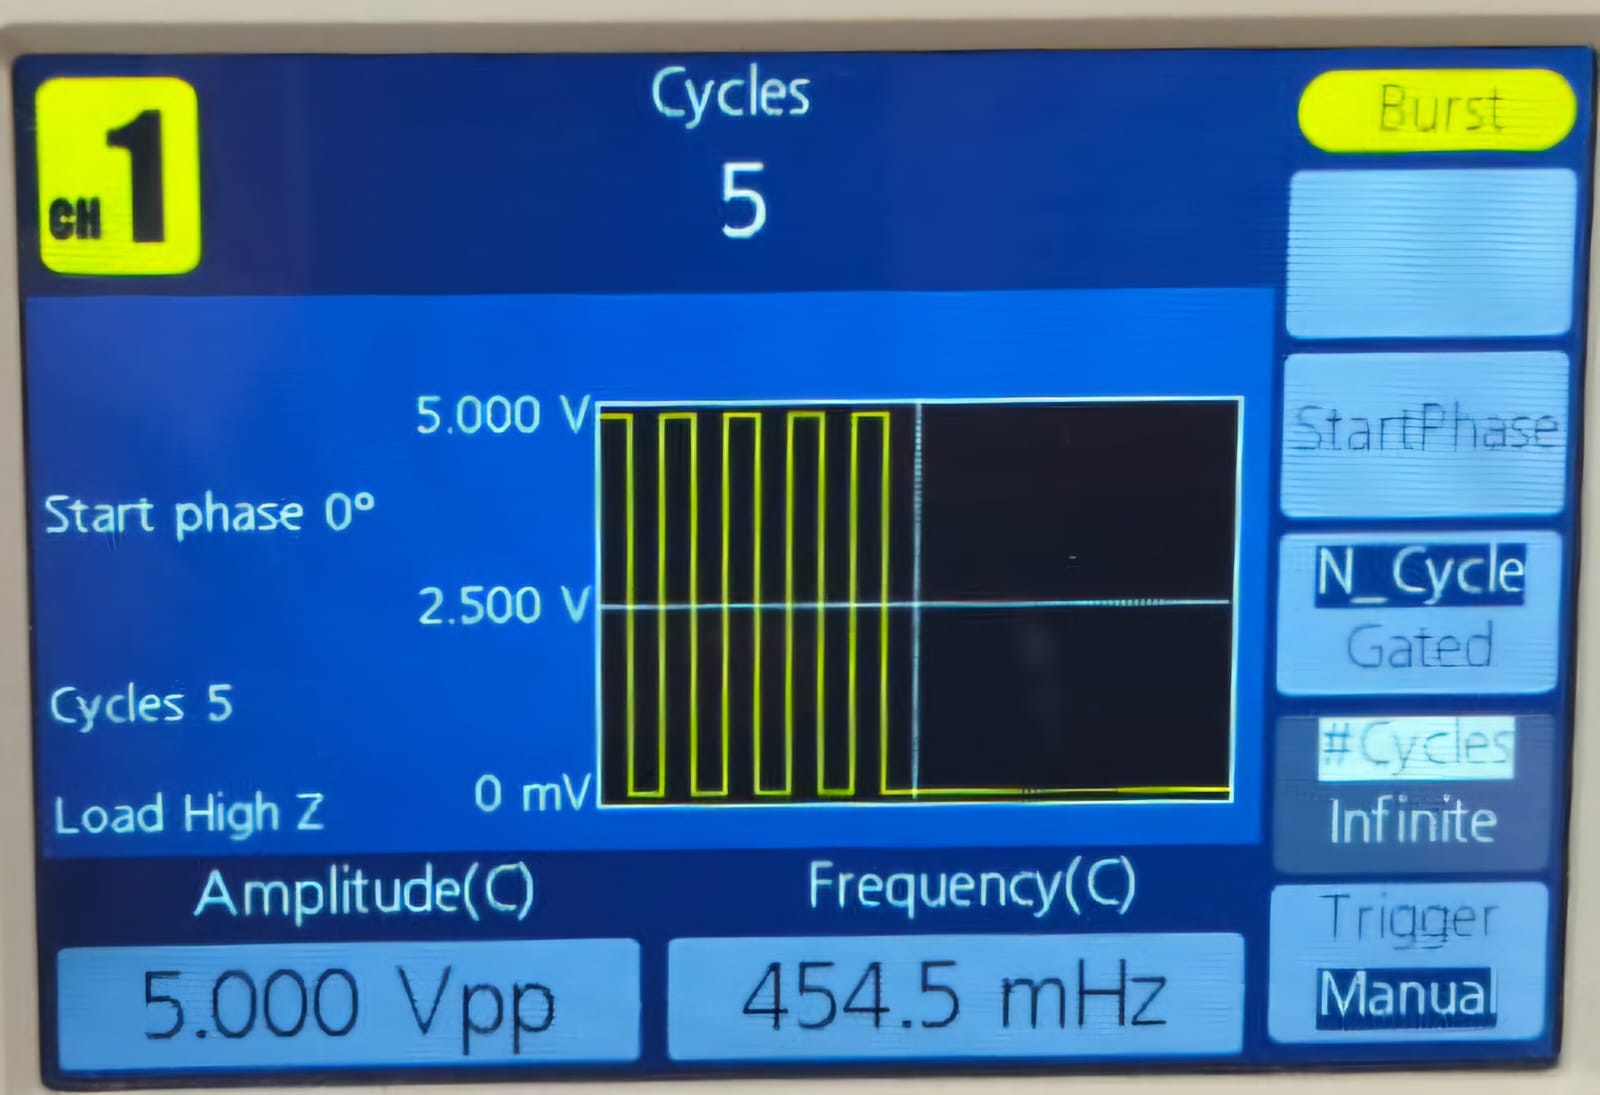 CH 1
Cycles
5
Burst
StartPhase
N_Cycle
Gated
#Cycles
Infinite
Trigger
Manual
5.000 V
Start phase 0°
2.500 V
Cycles 5
0 mV
Load High Z
Amplitude(C)
Frequency(C)
5.000 Vpp
454.5 mHz